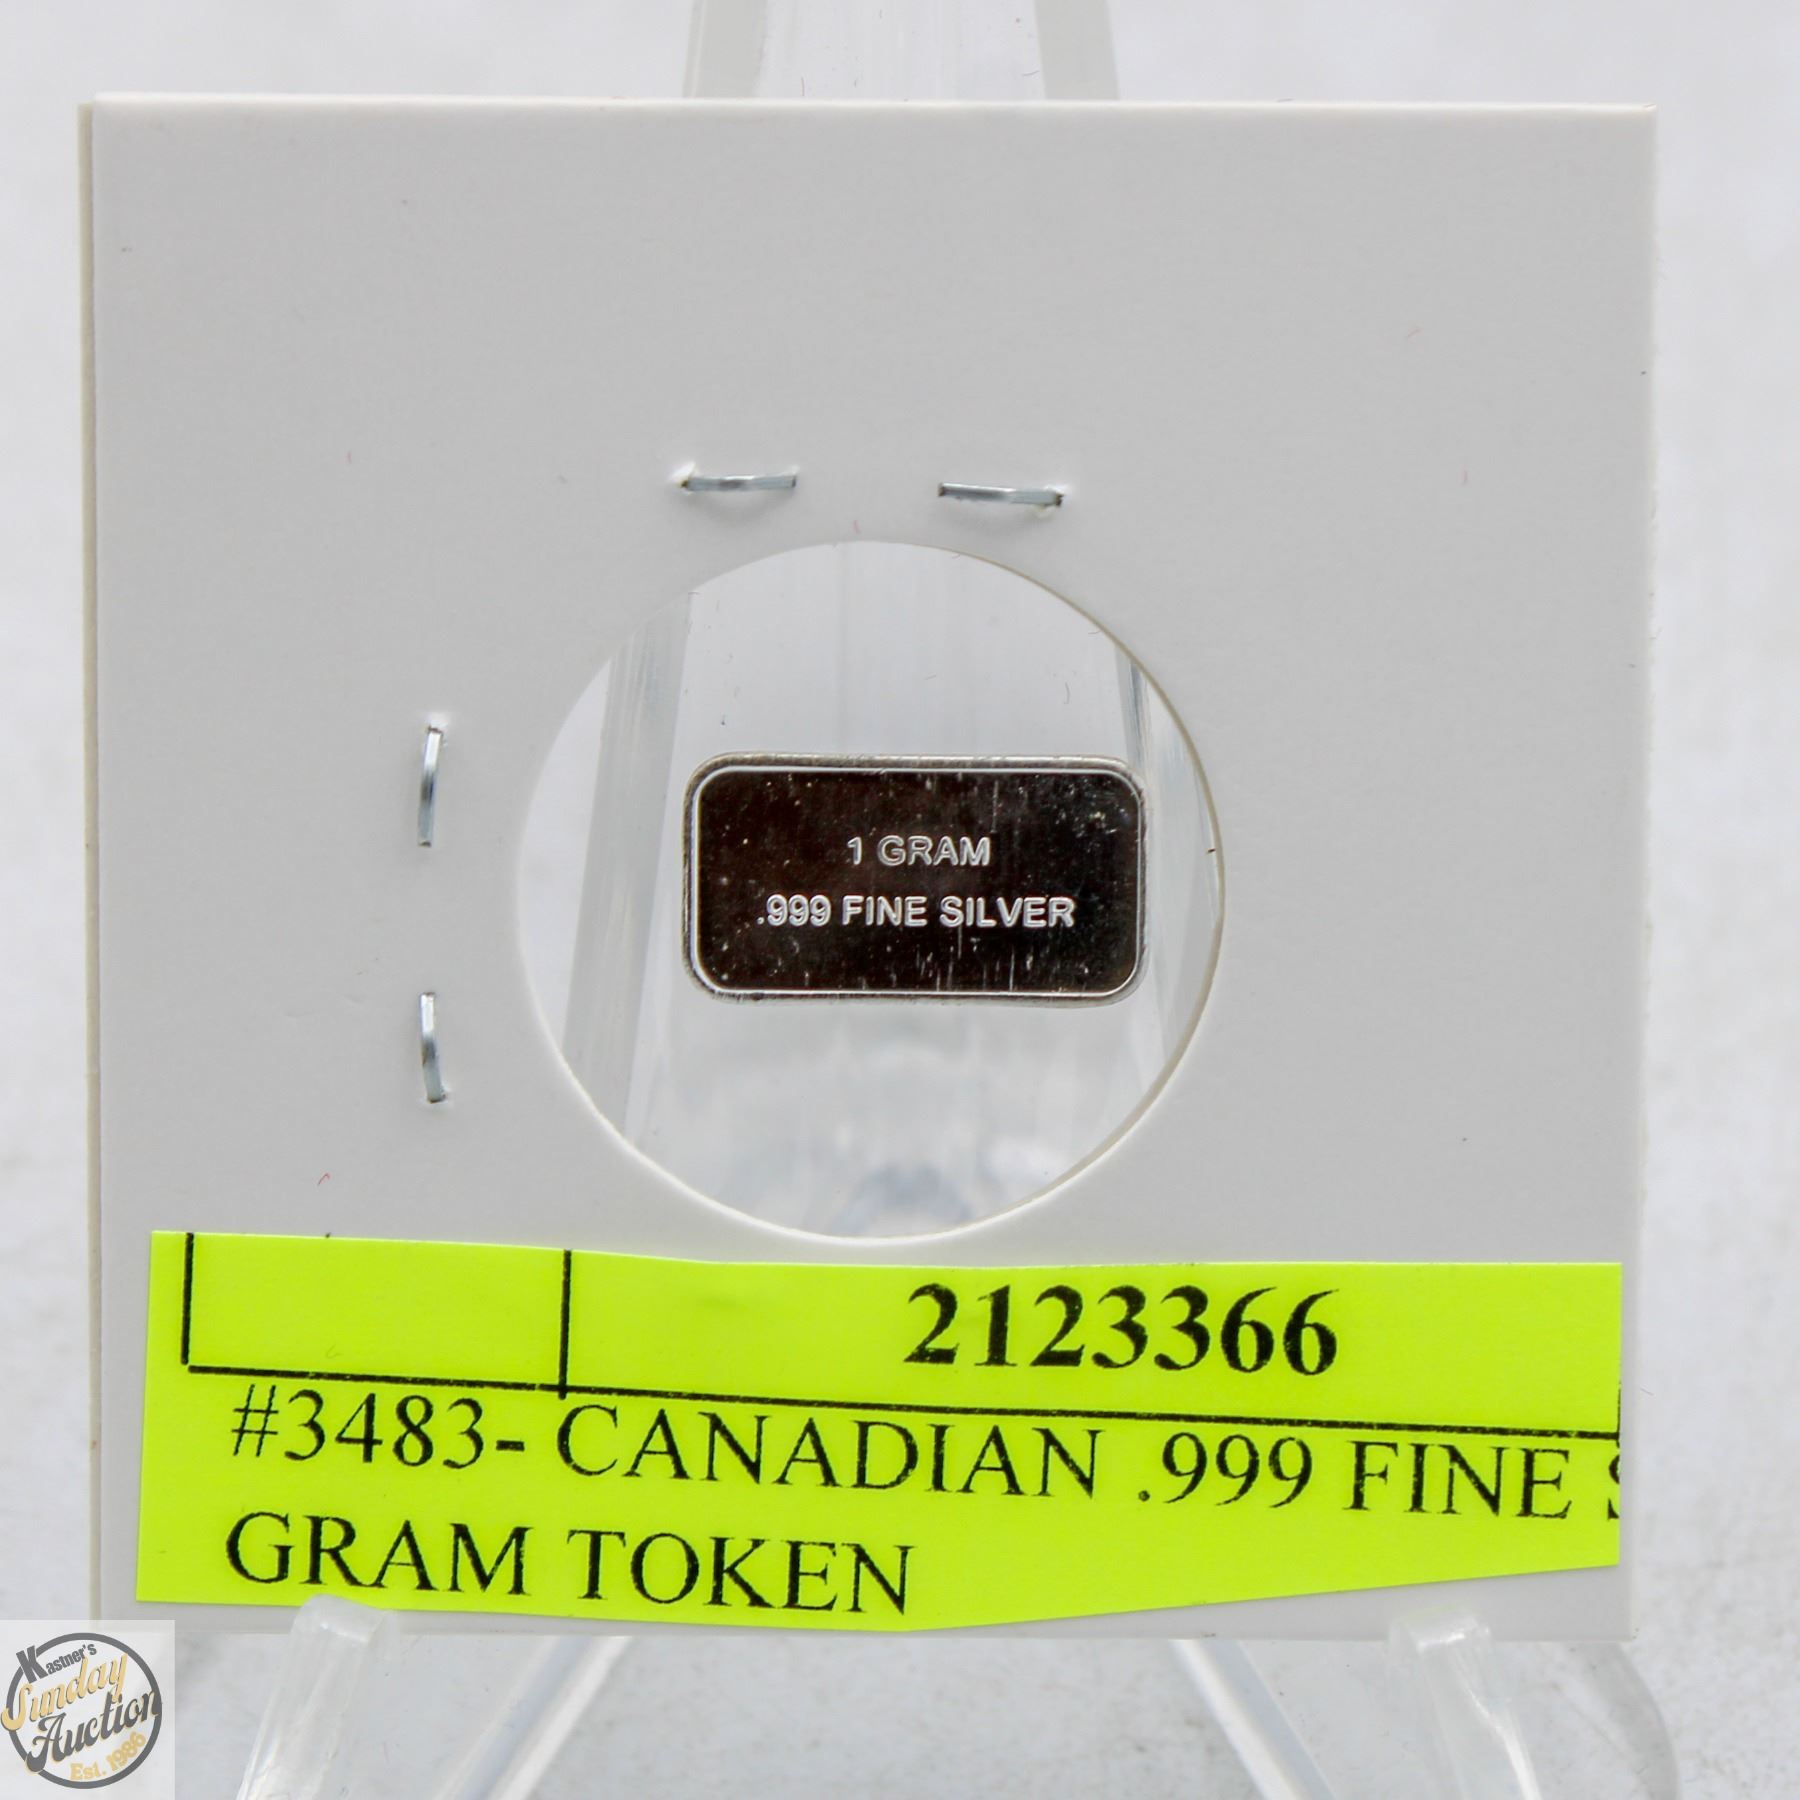 1 GRAM
.999 FINE SILVER
2123366
#3483- CANADIAN .999 FINE
GRAM TOKEN
Kastner's
Sunday
Auction
Est. 1986